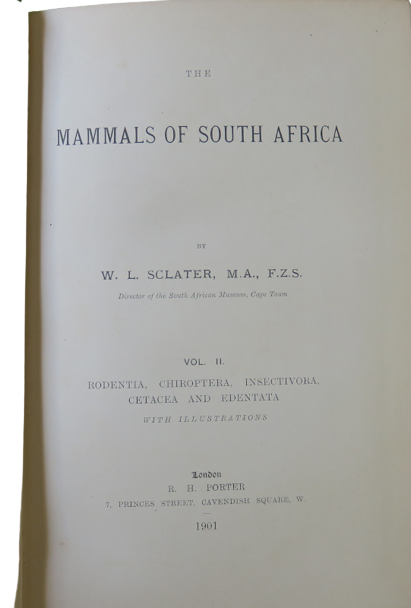 THE
MAMMALS OF SOUTH AFRICA
BY
W. L. SCLATER, M.A., F.Z.S.
Director of the South African Museum, Cape Town
VOL. II.
RODENTIA, CHIROPTERA, INSECTIVORA,
CETACEA AND EDENTATA
WITH ILLUSTRATIONS
London
R. H. PORTER
7, PRINCES STREET, CAVENDISH SQUARE, W.
1901